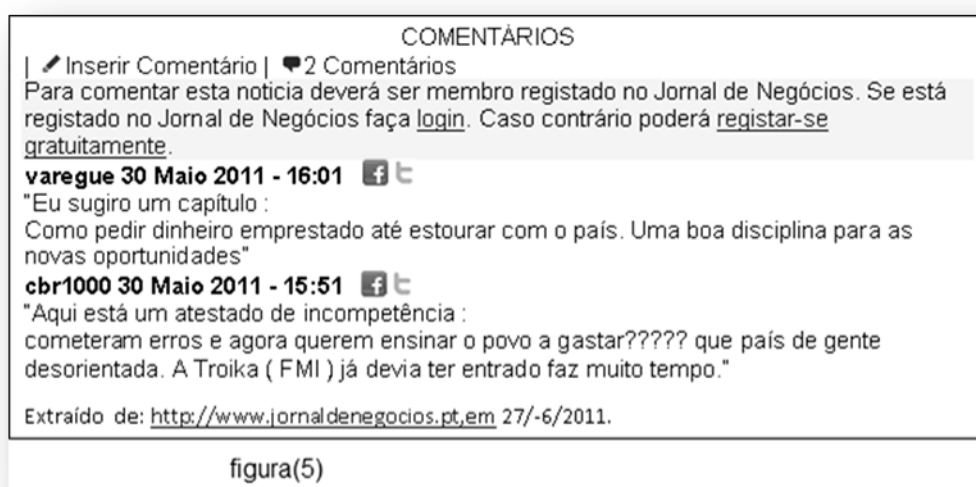 COMENTÁRIOS
| Inserir Comentário | 2 Comentários
Para comentar esta noticia deverá ser membro registado no Jornal de Negócios. Se está
registado no Jornal de Negócios faça login. Caso contrário poderá registar-se
gratuitamente.
varegue 30 Maio 2011 - 16:01
"Eu sugiro um capítulo :
Como pedir dinheiro emprestado até estourar com o país. Uma boa disciplina para as
novas oportunidades"
cbr1000 30 Maio 2011 - 15:51
"Aqui está um atestado de incompetência :
cometeram erros e agora querem ensinar o povo a gastar????? que país de gente
desorientada. A Troika ( FMI ) já devia ter entrado faz muito tempo."
Extraído de: http://www.jornaldenegocios.pt,em 27/-6/2011.
figura(5)